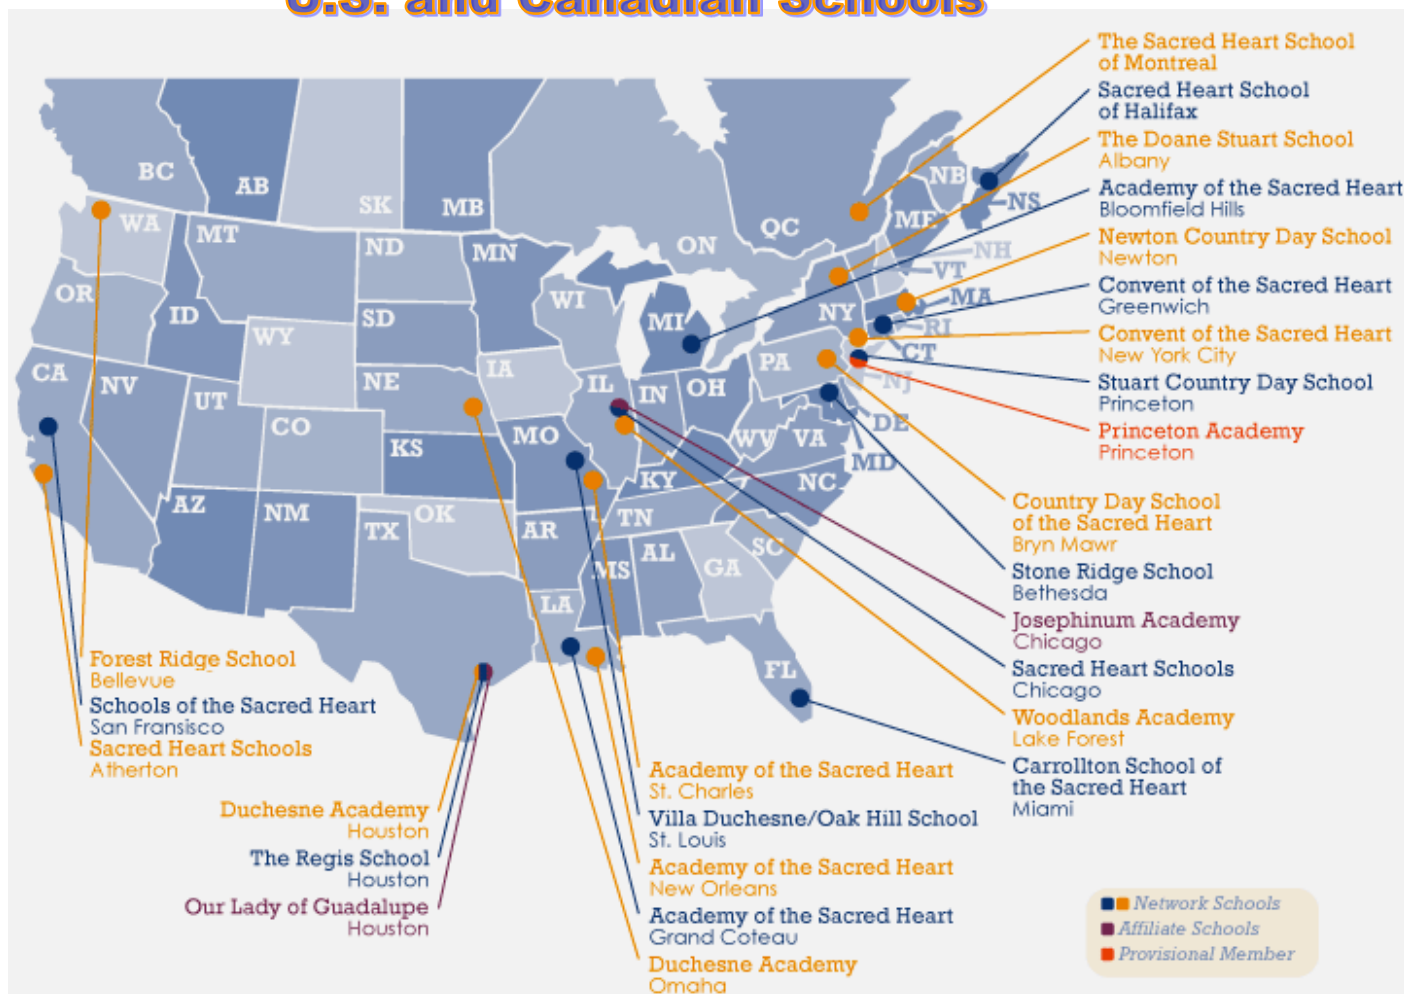 U.S. and Canadian Schools
The Sacred Heart School
of Montreal
Sacred Heart School
of Halifax
The Doane Stuart School
Albany
Academy of the Sacred Heart
Bloomfield Hills
Newton Country Day School
Newton
Convent of the Sacred Heart
Greenwich
Convent of the Sacred Heart
New York City
Stuart Country Day School
Princeton
Princeton Academy
Princeton
Country Day School
of the Sacred Heart
Bryn Mawr
Stone Ridge School
Bethesda
Josephinum Academy
Chicago
Sacred Heart Schools
Chicago
Woodlands Academy
Lake Forest
Carrollton School of
the Sacred Heart
Miami
BC
AB
SK
MB
ON
QC
NB
NS
ME
NH
VT
MA
RI
CT
NJ
DE
MD
WA
MT
ND
MN
OR
ID
WY
SD
WI
MI
NY
PA
CA
NV
UT
CO
NE
IA
IL
IN
OH
KS
MO
WV
VA
KY
NC
AZ
NM
OK
TX
AR
TN
SC
MS
AL
GA
LA
FL
Forest Ridge School
Bellevue
Schools of the Sacred Heart
San Fransisco
Sacred Heart Schools
Atherton
Duchesne Academy
Houston
The Regis School
Houston
Our Lady of Guadalupe
Houston
Academy of the Sacred Heart
St. Charles
Villa Duchesne/Oak Hill School
St. Louis
Academy of the Sacred Heart
New Orleans
Academy of the Sacred Heart
Grand Coteau
Duchesne Academy
Omaha
Network Schools
Affiliate Schools
Provisional Member